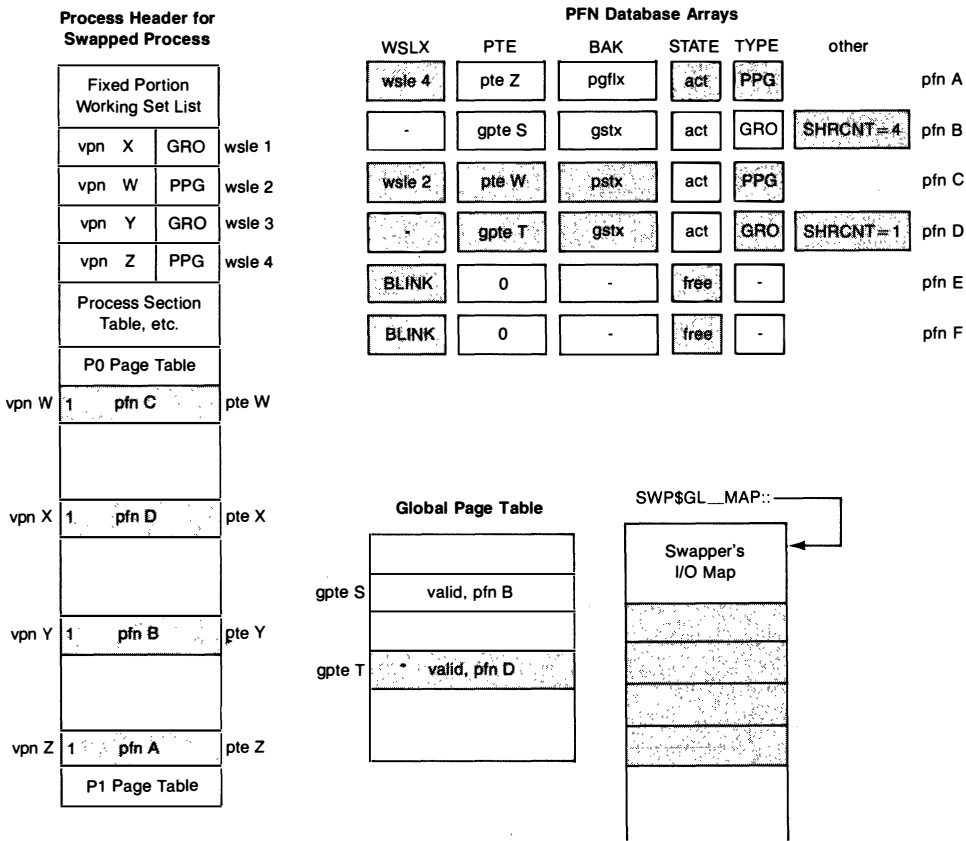 Process Header for
Swapped Process
Fixed Portion
Working Set List
vpn X GRO wsle 1
vpn W PPG wsle 2
vpn Y GRO wsle 3
vpn Z PPG wsle 4
Process Section
Table, etc.
P0 Page Table
vpn W 1 pfn C pte W
vpn X 1 pfn D pte X
vpn Y 1 pfn B pte Y
vpn Z 1 pfn A pte Z
P1 Page Table
PFN Database Arrays
WSLX PTE BAK STATE TYPE other
wsle 4 pte Z pgflx act PPG pfn A
- gpte S gstx act GRO SHRCNT=4 pfn B
wsle 2 pte W pstx act PPG pfn C
- gpte T gstx act GRO SHRCNT=1 pfn D
BLINK 0 - free - pfn E
BLINK 0 - free - pfn F
Global Page Table
gpte S valid, pfn B
gpte T valid, pfn D
SWP$GL__MAP::
Swapper's
I/O Map